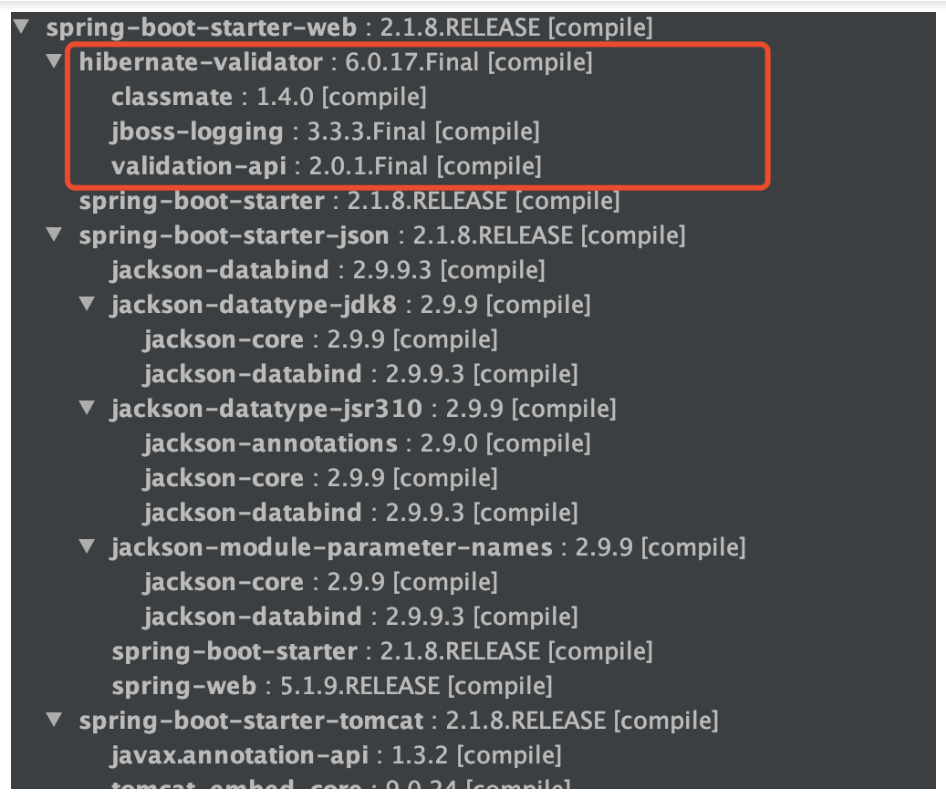 spring-boot-starter-web : 2.1.8.RELEASE [compile]
hibernate-validator : 6.0.17.Final [compile]
classmate : 1.4.0 [compile]
jboss-logging : 3.3.3.Final [compile]
validation-api : 2.0.1.Final [compile]
spring-boot-starter : 2.1.8.RELEASE [compile]
spring-boot-starter-json : 2.1.8.RELEASE [compile]
jackson-databind : 2.9.9.3 [compile]
jackson-datatype-jdk8 : 2.9.9 [compile]
jackson-core : 2.9.9 [compile]
jackson-databind : 2.9.9.3 [compile]
jackson-datatype-jsr310 : 2.9.9 [compile]
jackson-annotations : 2.9.0 [compile]
jackson-core : 2.9.9 [compile]
jackson-databind : 2.9.9.3 [compile]
jackson-module-parameter-names : 2.9.9 [compile]
jackson-core : 2.9.9 [compile]
jackson-databind : 2.9.9.3 [compile]
spring-boot-starter : 2.1.8.RELEASE [compile]
spring-web : 5.1.9.RELEASE [compile]
spring-boot-starter-tomcat : 2.1.8.RELEASE [compile]
javax.annotation-api : 1.3.2 [compile]
tomcat-embed-core : 9.0.24 [compile]